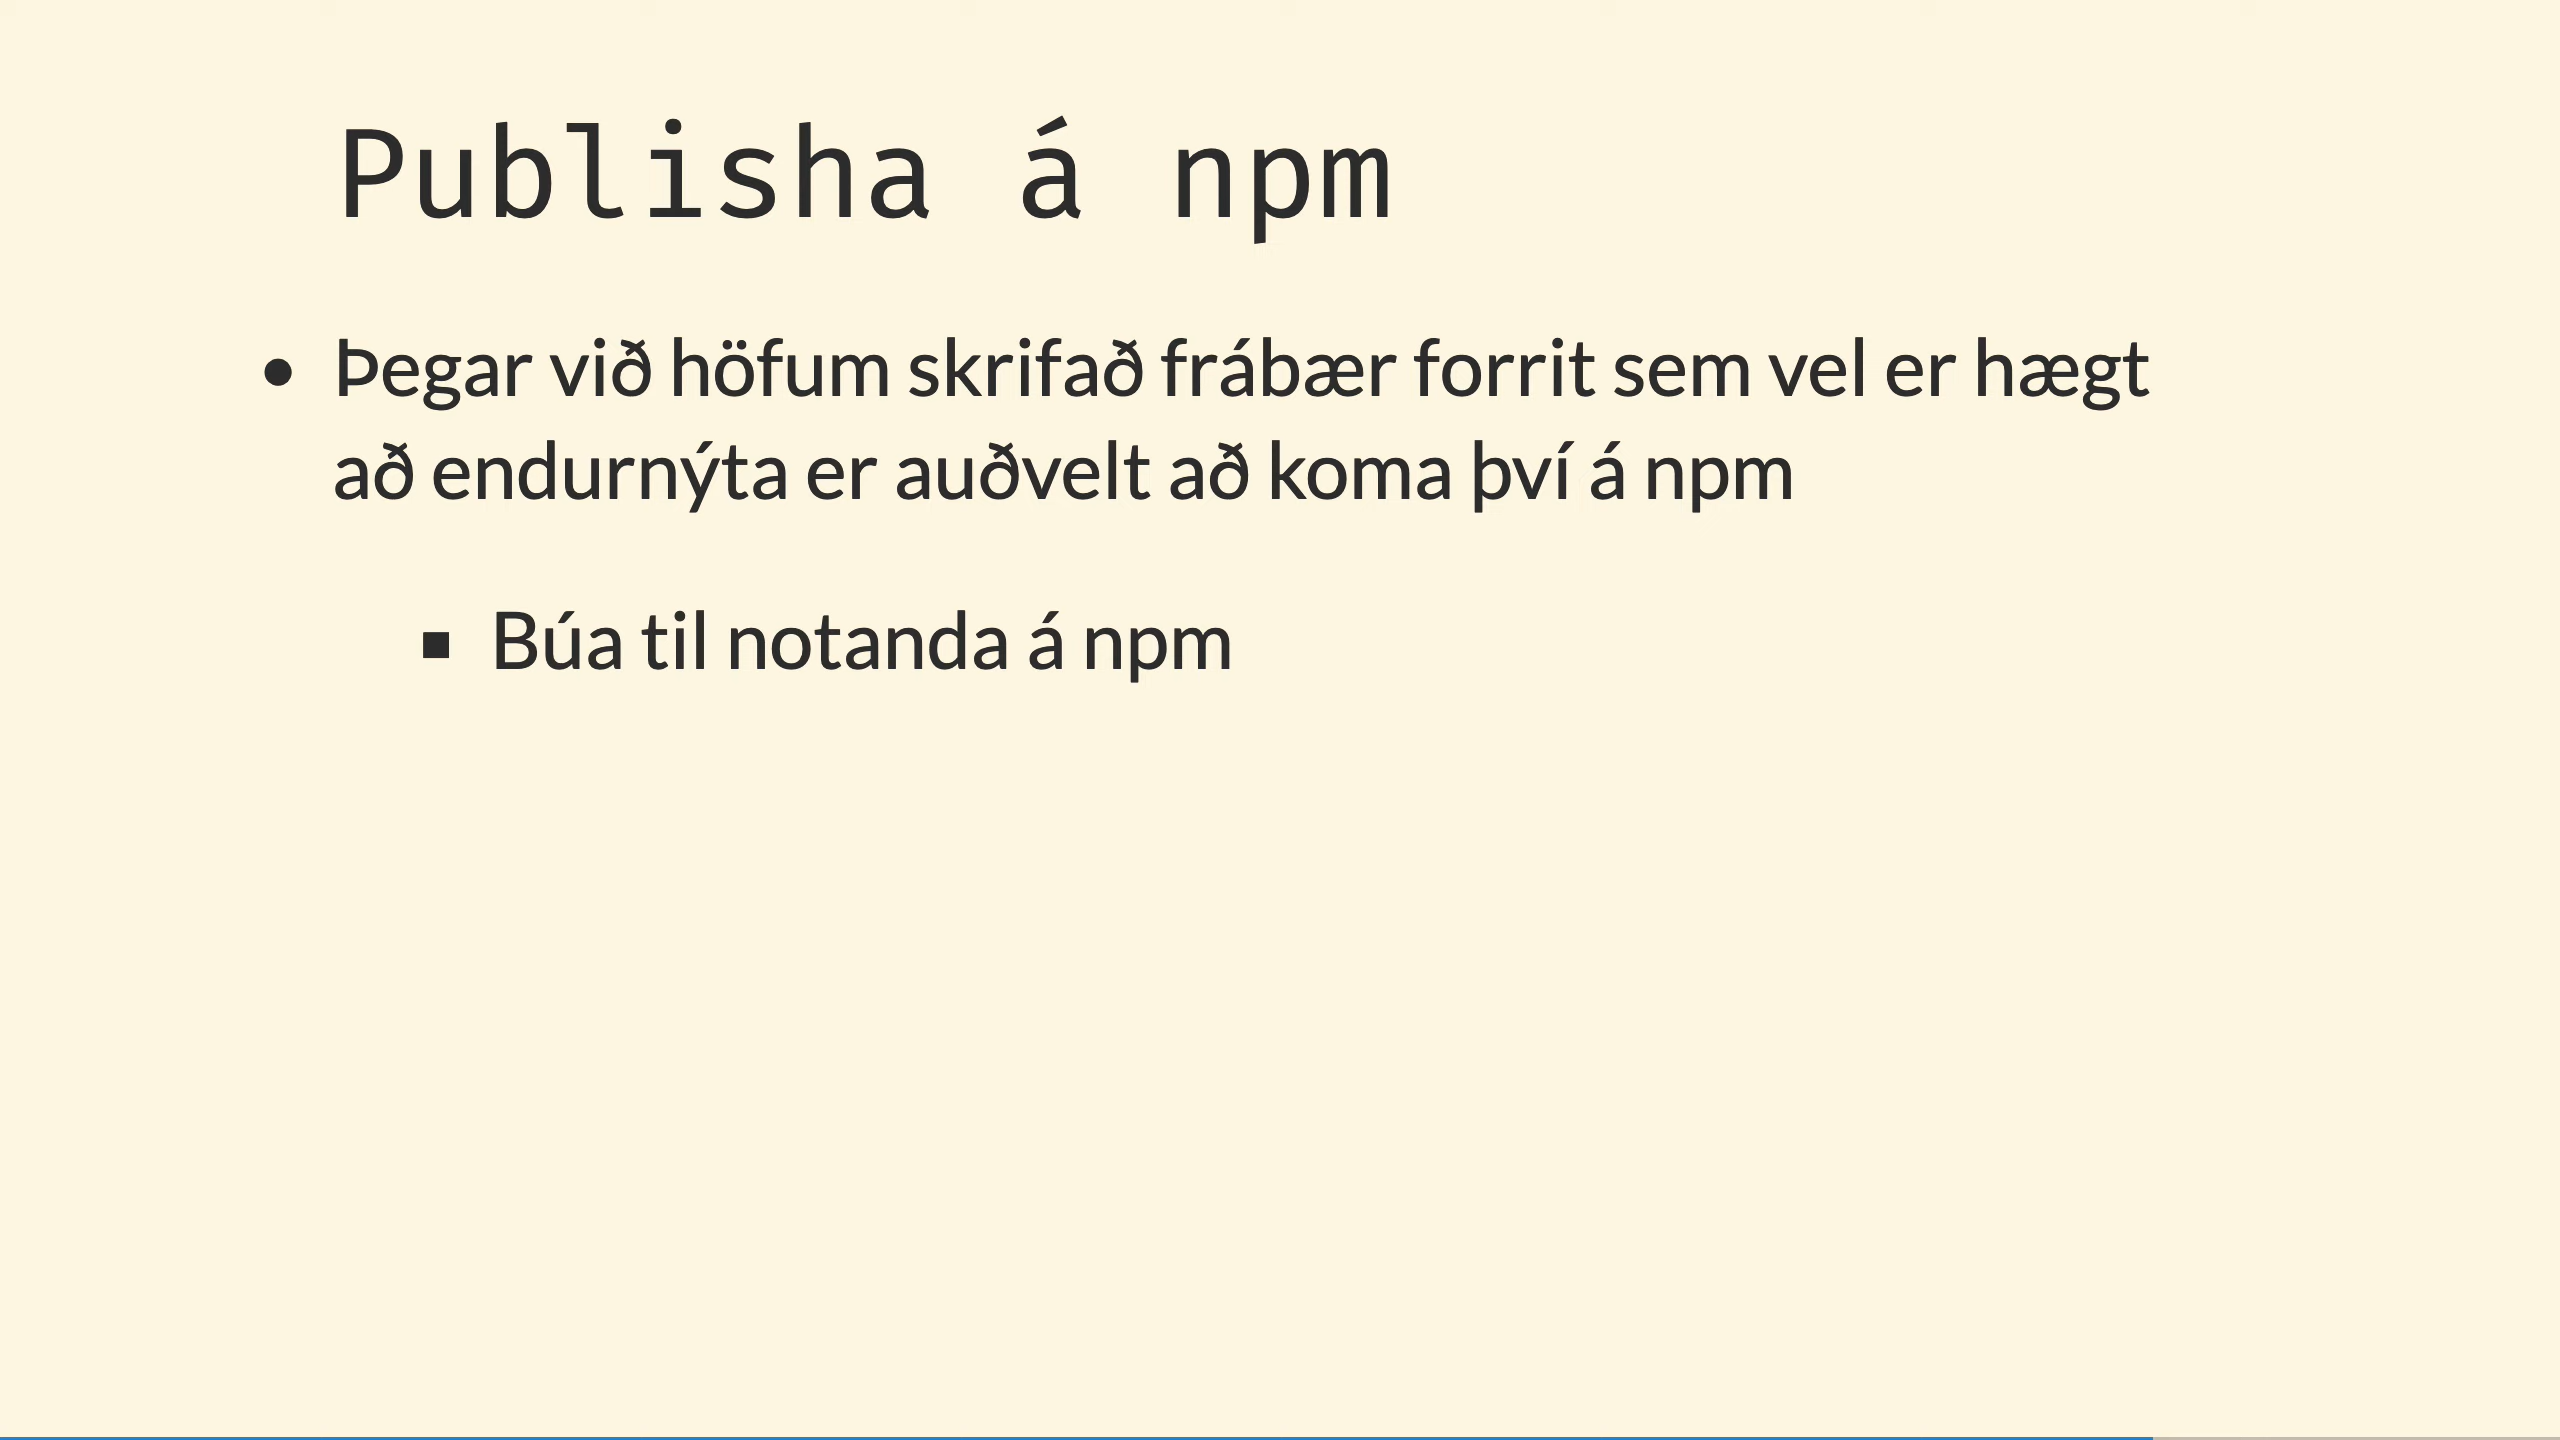 Publisha á npm
Þegar við höfum skrifað frábær forrit sem vel er hægt
að endurnýta er auðvelt að koma því á npm
Búa til notanda á npm